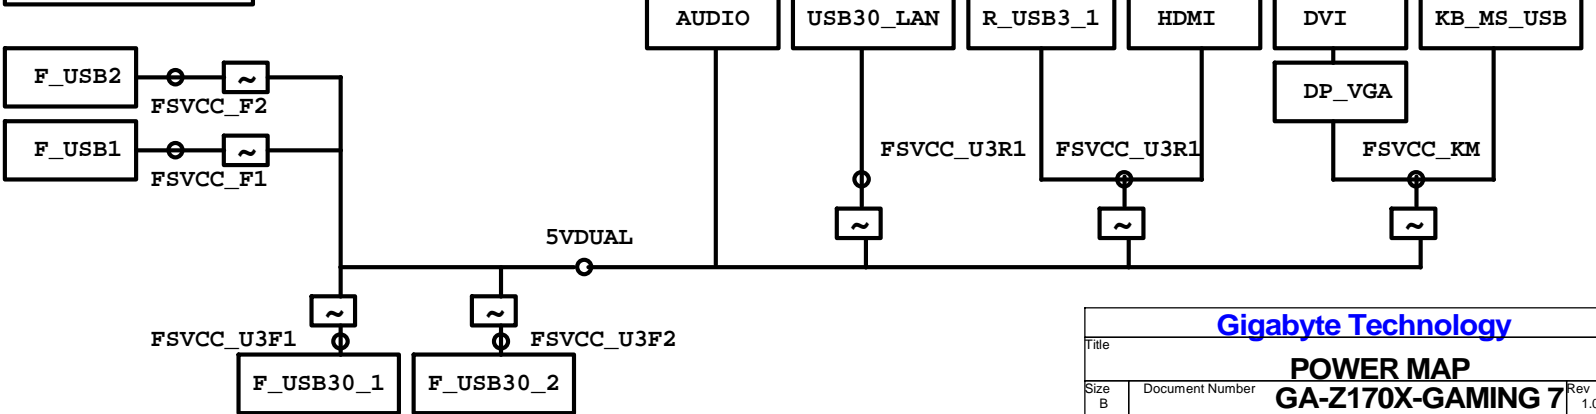 AUDIO
USB30_LAN
R_USB3_1
HDMI
DVI
KB_MS_USB
F_USB2
~
FSVCC_F2
DP_VGA
F_USB1
~
FSVCC_F1
FSVCC_U3R1
FSVCC_U3R1
FSVCC_KM
~
~
~
5VDUAL
~
~
FSVCC_U3F1
FSVCC_U3F2
F_USB30_1
F_USB30_2
Gigabyte Technology
Title
POWER MAP
Size
B
Document Number
GA-Z170X-GAMING 7
Rev